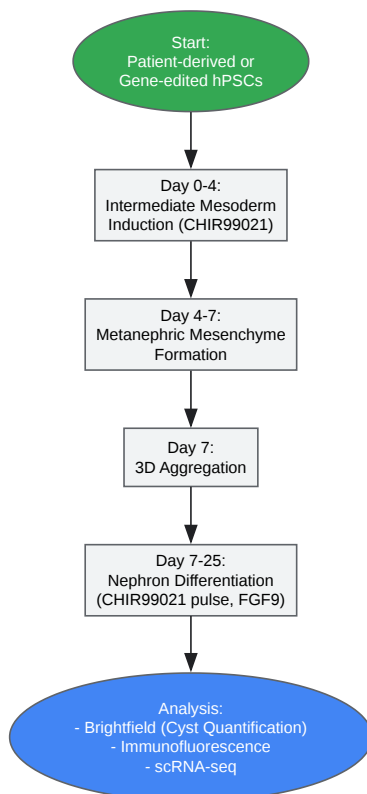 Start:
Patient-derived or
Gene-edited hPSCs
Day 0-4:
Intermediate Mesoderm
Induction (CHIR99021)
Day 4-7:
Metanephric Mesenchyme
Formation
Day 7:
3D Aggregation
Day 7-25:
Nephron Differentiation
(CHIR99021 pulse, FGF9)
Analysis:
- Brightfield (Cyst Quantification)
- Immunofluorescence
- scRNA-seq